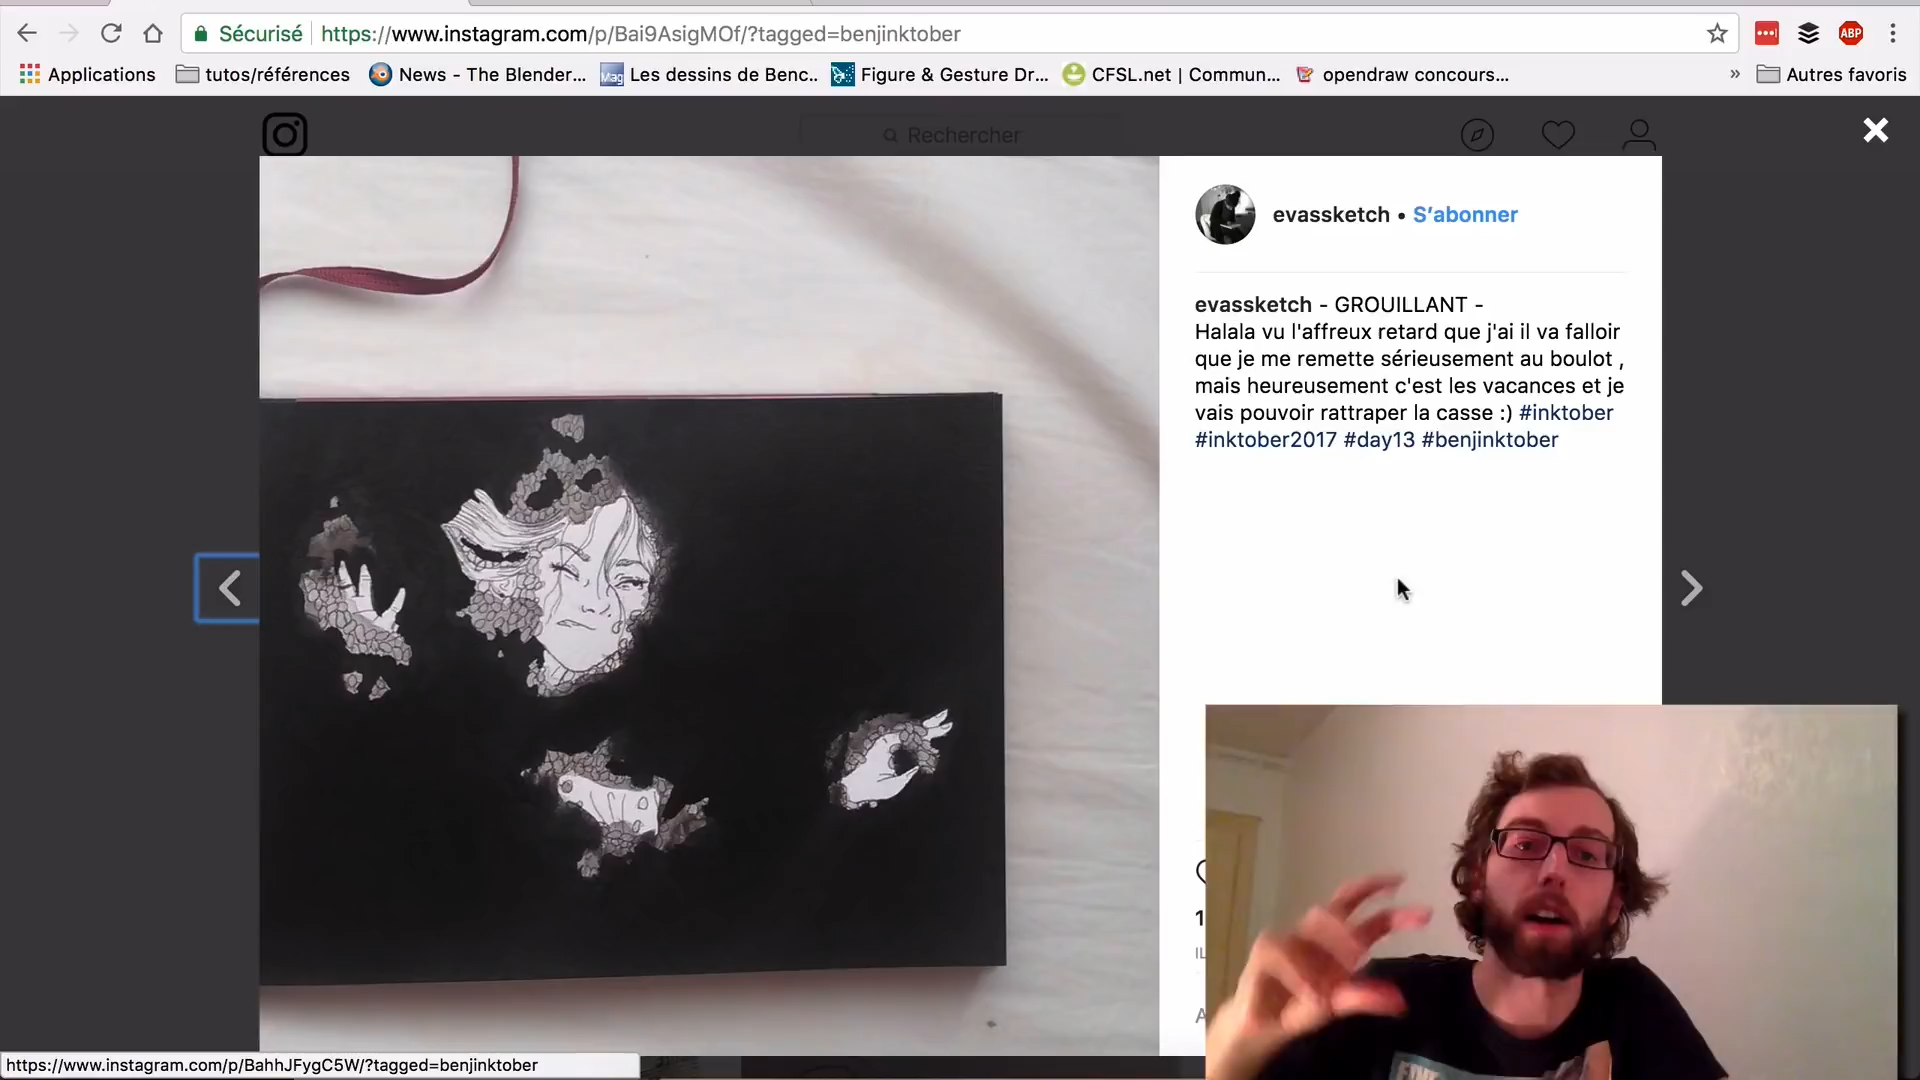 Sécurisé https://www.instagram.com/p/Bai9AsigMOf/?tagged=benjinktober
ABP
Applications tutos/références News - The Blender... Mag Les dessins de Benc... Figure & Gesture Dr... CFSL.net | Commun... opendraw concours... » Autres favoris
Rechercher
evassketch • S'abonner
evassketch - GROUILLANT -
Halala vu l'affreux retard que j'ai il va falloir
que je me remette sérieusement au boulot ,
mais heureusement c'est les vacances et je
vais pouvoir rattraper la casse :) #inktober
#inktober2017 #day13 #benjinktober
https://www.instagram.com/p/BahhJFygC5W/?tagged=benjinktober